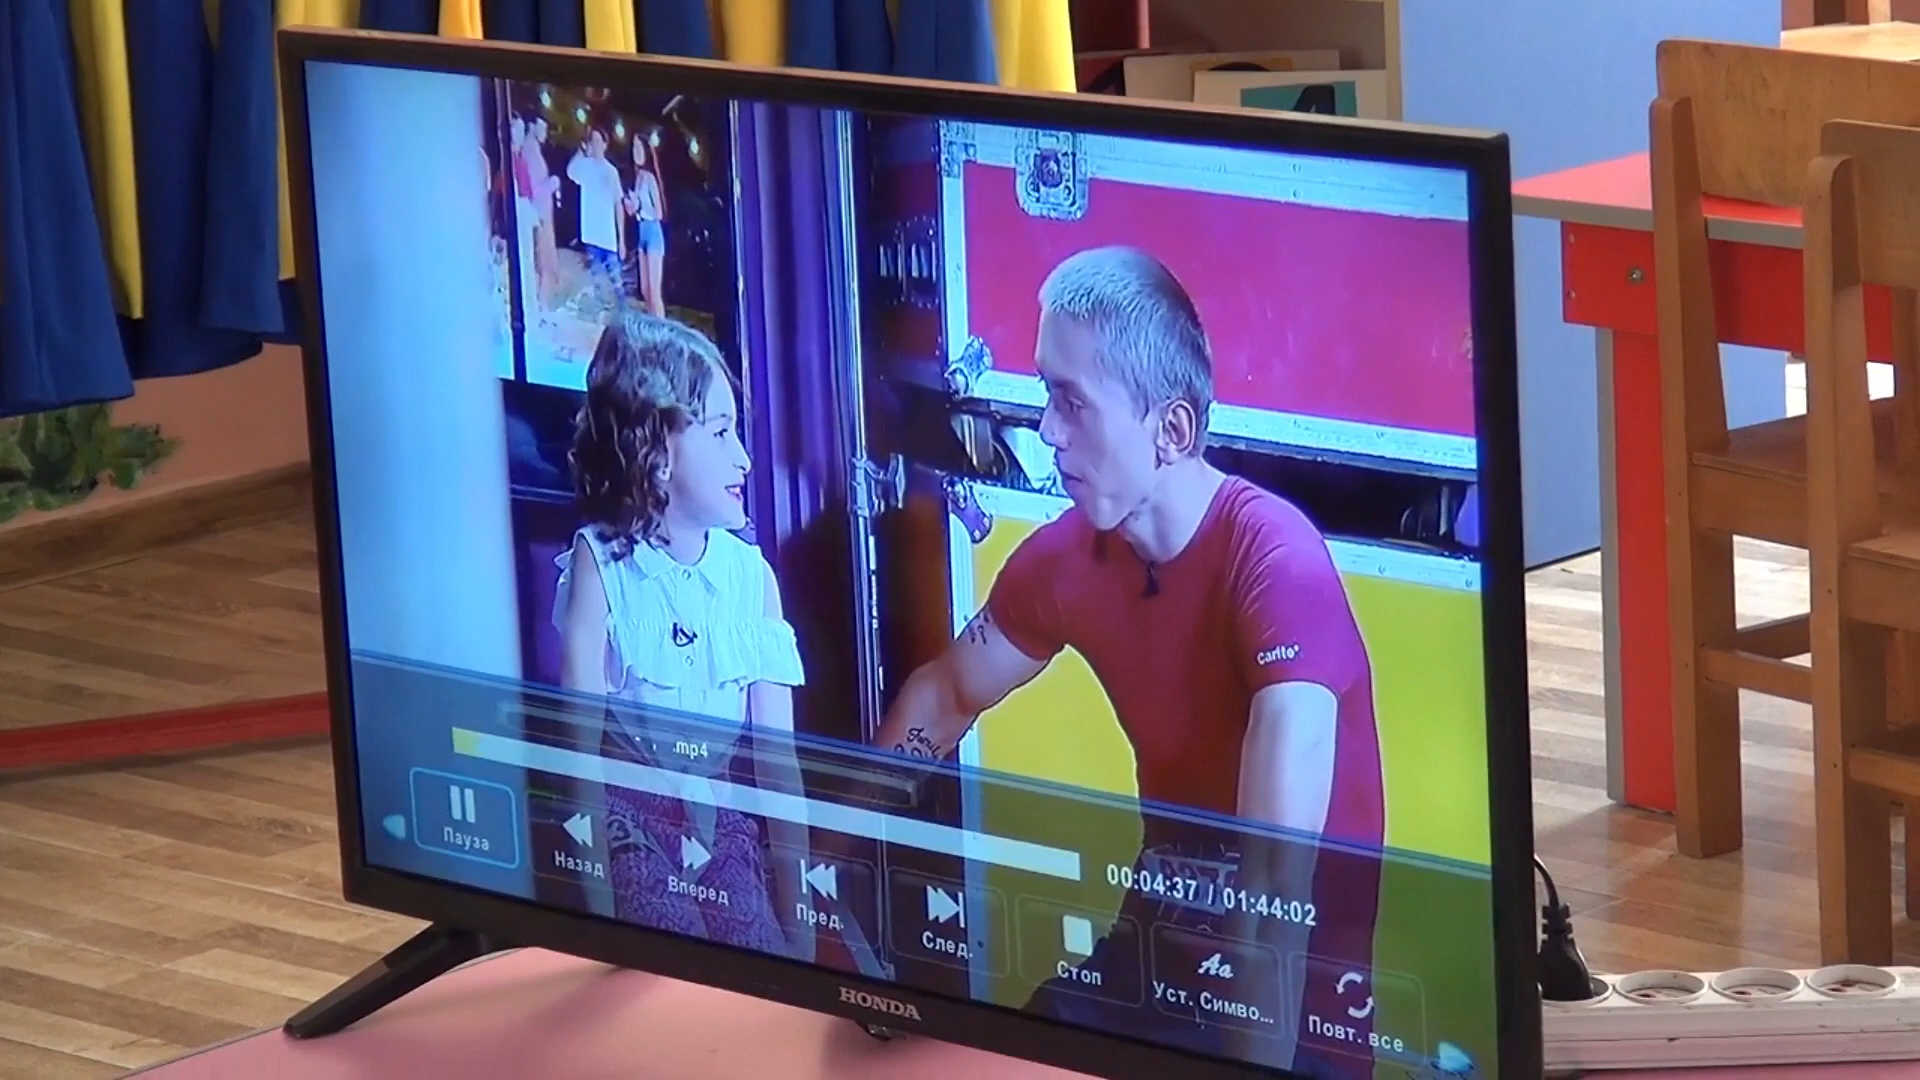 Carlo®
.mp4
00:04:37 / 01:44:02
Пауза
Назад
Вперед
Пред.
След.
Стоп
Aa
Уст. Симво...
Повт. все
HONDA